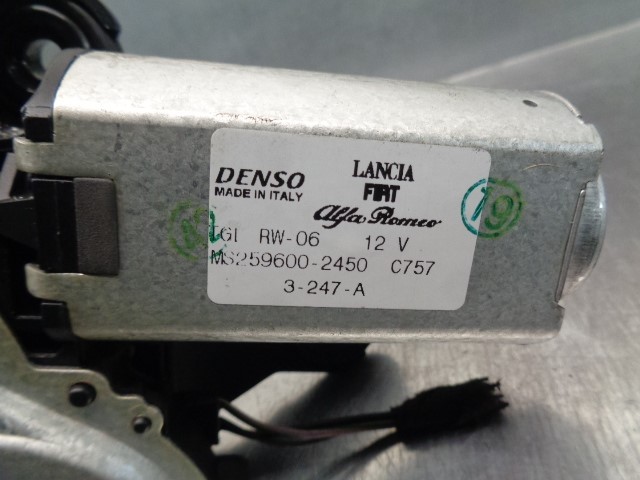 DENSO
MADE IN ITALY
LANCIA
FIAT
Alfa Romeo
RW-06 12 V
MS259600-2450 C757
3-247-A